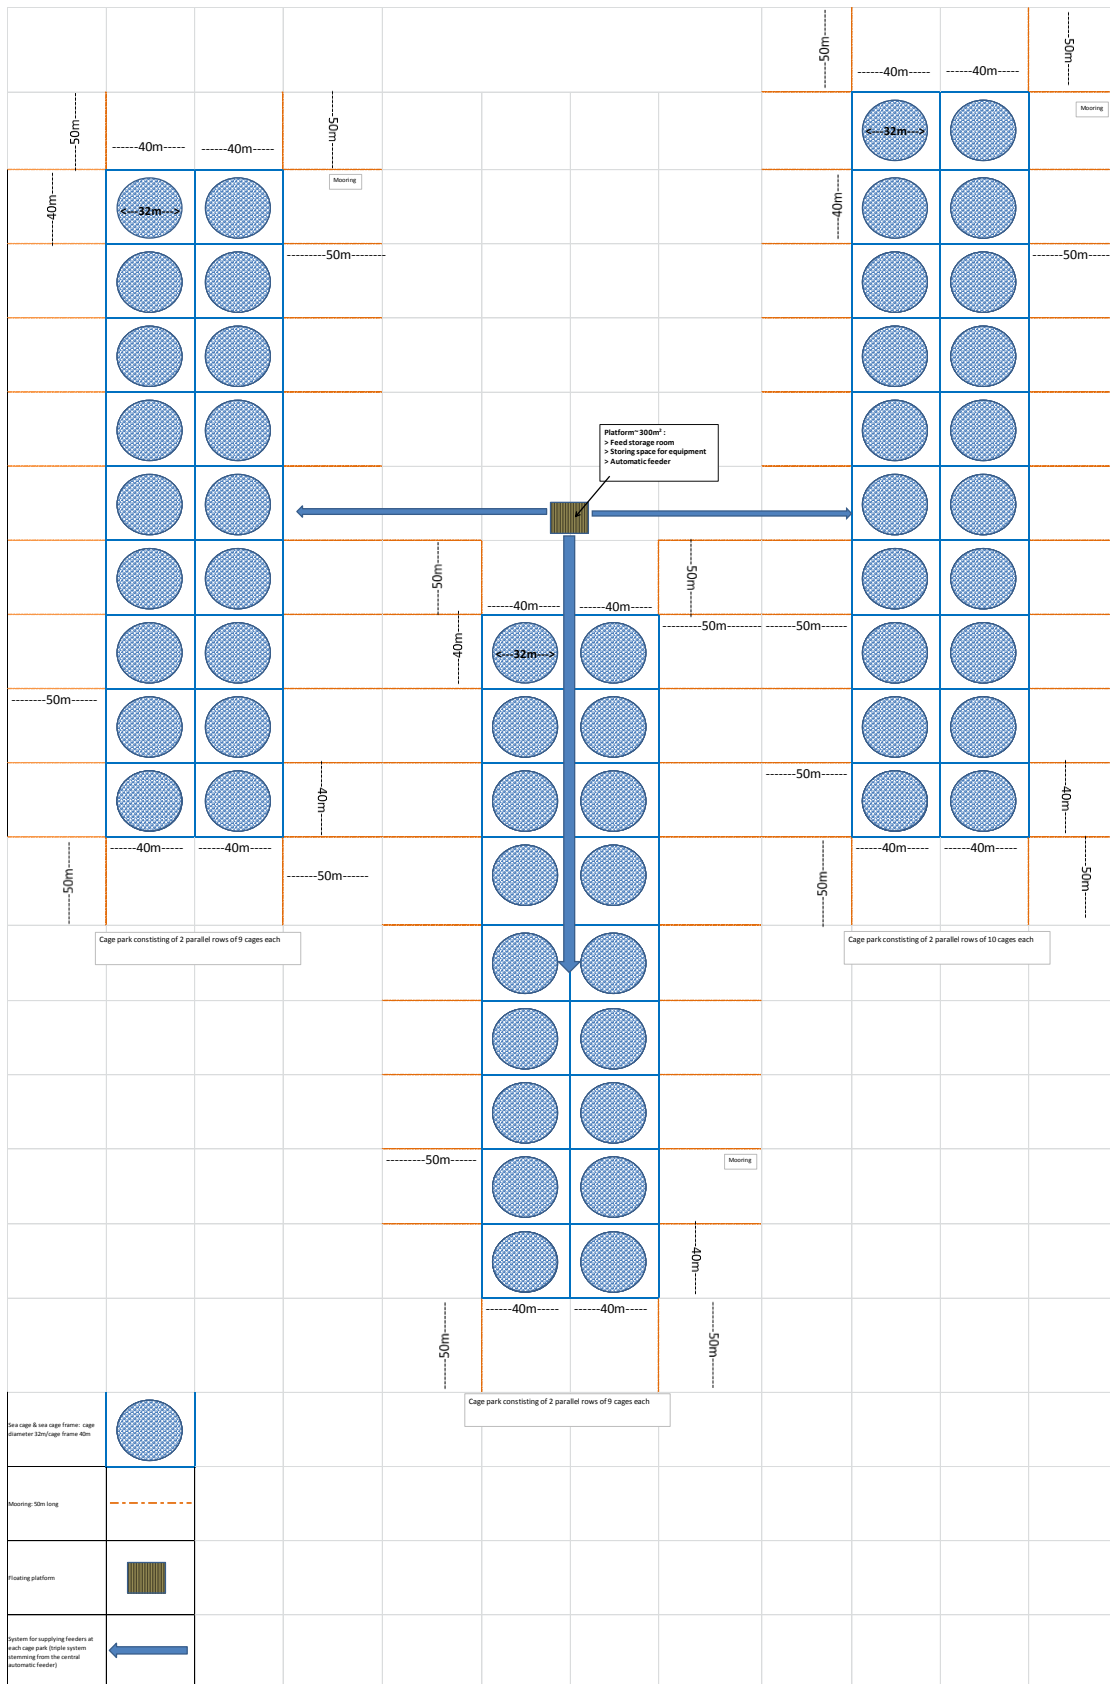 -----50m-----
-----50m-----
------40m------
------40m------
Mooring
<---32m--->
-----50m-----
-----50m-----
------40m-----
------40m-----
Mooring
<---32m--->
---40m---
---40m---
---------50m--------
-----50m------
Platform~300m² :
> Feed storage room
> Storing space for equipment
> Automatic feeder
-----50m-----
-----50m-----
------40m-----
------40m-----
---40m---
<---32m--->
-------50m------
------50m------
--------50m------
------50m------
---40m---
---40m---
-----40m-----
-----40m-----
-----40m-----
-----40m-----
-----50m-----
-------50m------
-----50m-----
-----50m-----
Cage park constisting of 2 parallel rows of 9 cages each
Cage park constisting of 2 parallel rows of 10 cages each
---------50m------
Mooring
---40m---
------40m-----
------40m-----
-----50m-----
-----50m-----
Cage park constisting of 2 parallel rows of 9 cages each
Sea cage & sea cage frame: cage
diameter 32m/cage frame 40m
Mooring: 50m long
Floating platform
System for supplying feeders at
each cage park (triple system
stemming from the central
automatic feeder)